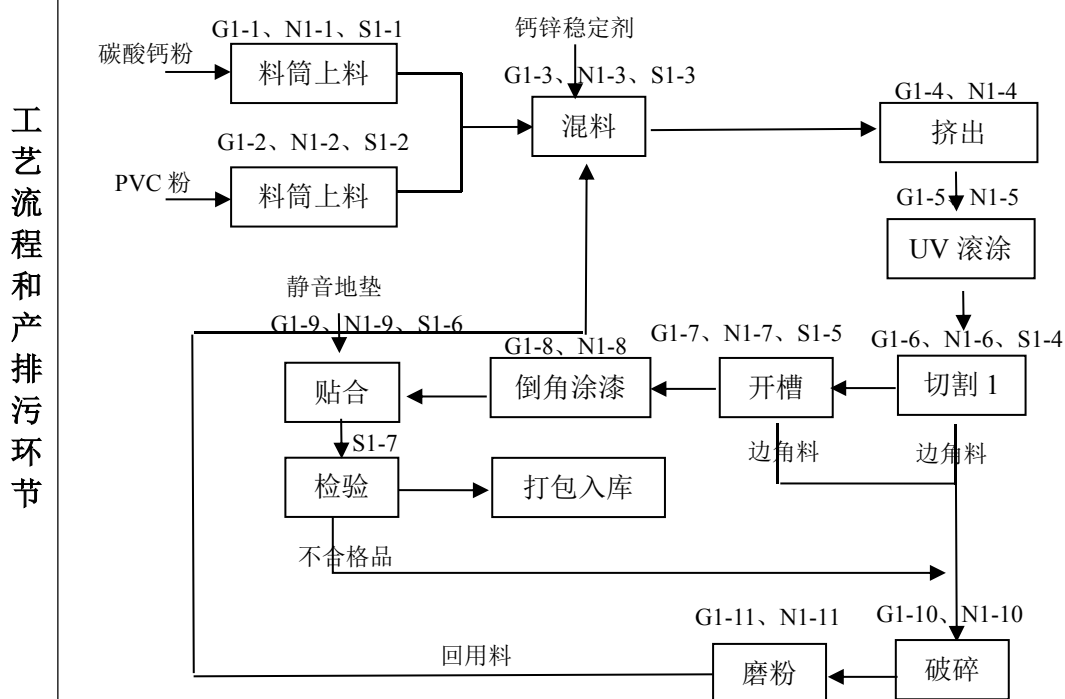 工艺流程和产排污环节
G1-1、N1-1、S1-1
碳酸钙粉
料筒上料
钙锌稳定剂
G1-3、N1-3、S1-3
混料
G1-4、N1-4
挤出
G1-2、N1-2、S1-2
PVC 粉
料筒上料
G1-5、N1-5
UV 滚涂
静音地垫
G1-9、N1-9、S1-6
贴合
G1-8、N1-8
倒角涂漆
G1-7、N1-7、S1-5
开槽
G1-6、N1-6、S1-4
切割 1
S1-7
检验
打包入库
边角料
边角料
不合格品
G1-11、N1-11
G1-10、N1-10
回用料
磨粉
破碎